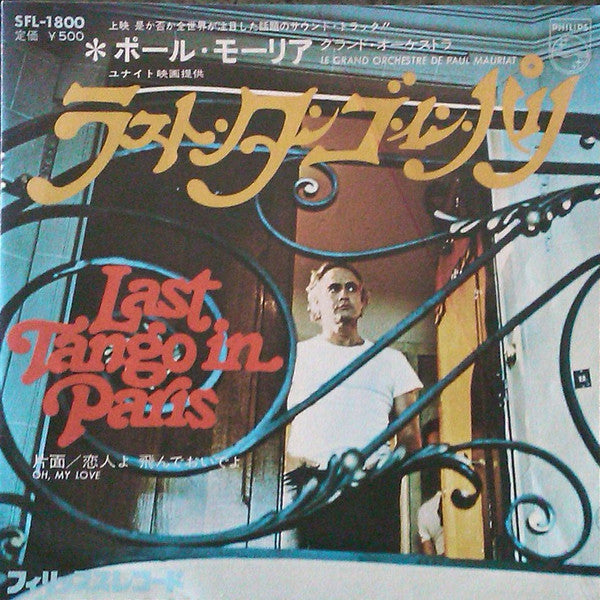 SFL-1800
定価 ¥500
上映 是か否か全世界が注目した話題のサウンド・トラック!!
PHILIPS
*ポール・モーリア グランド・オーケストラ
LE GRAND ORCHESTRE DE PAUL MAURIAT
ユナイト映画提供
ラスト・タンゴ・イン・パリ
Last
Tango in
Paris
片面/恋人よ 飛んでおいでよ
OH, MY LOVE
フィリップスレコード